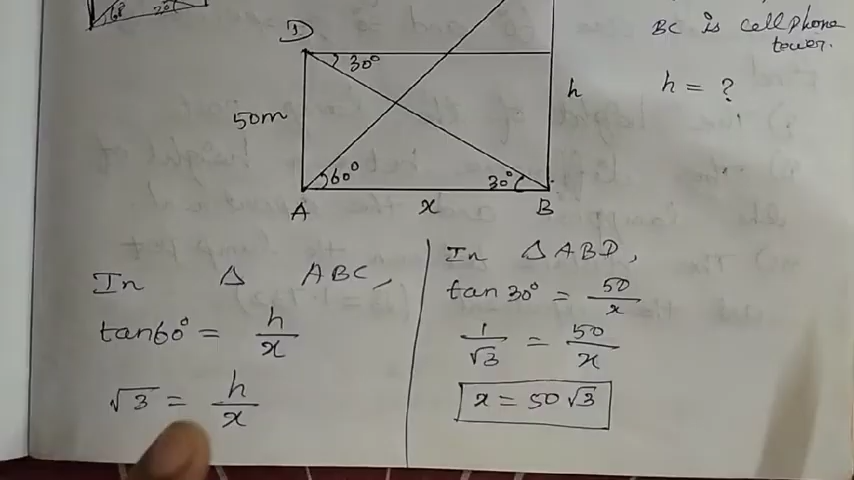 BC is cellphone
tower.
h = ?
D
30°
50m
h
60°
30°
A
x
B
In Δ ABC,
tan60° = h/x
√3 = h/x
In Δ ABD,
tan 30° = 50/x
1/√3 = 50/x
x = 50√3